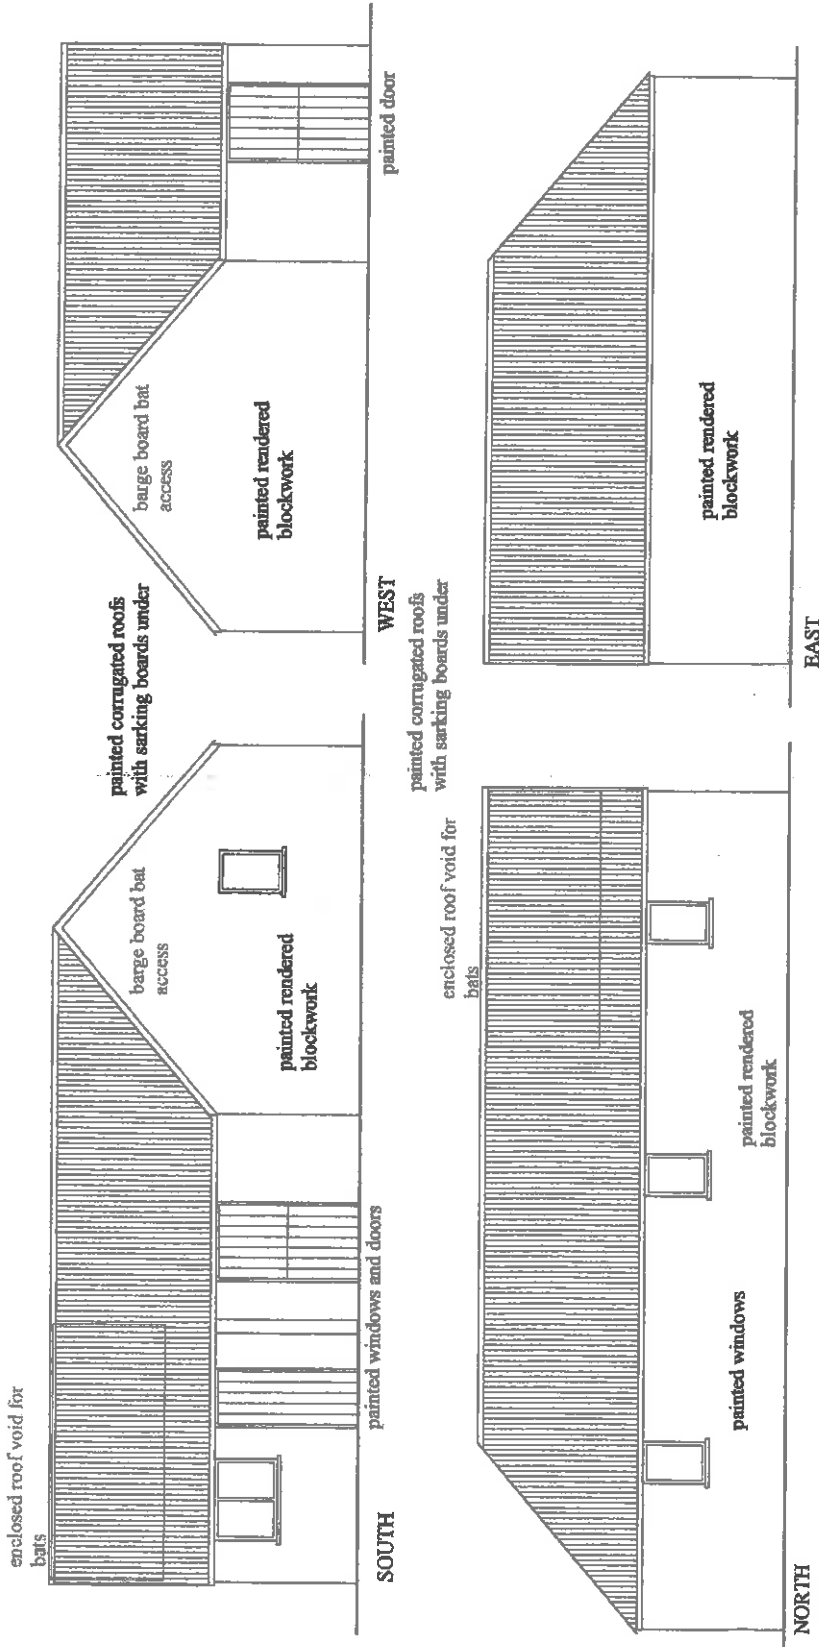 enclosed roof void for
bats
barge board bat
access
painted rendered
blockwork
painted windows and doors
SOUTH
painted corrugated roofs
with sarking boards under
barge board bat
access
painted rendered
blockwork
painted door
WEST
painted corrugated roofs
with sarking boards under
enclosed roof void for
bats
painted rendered
blockwork
painted windows
NORTH
painted rendered
blockwork
EAST